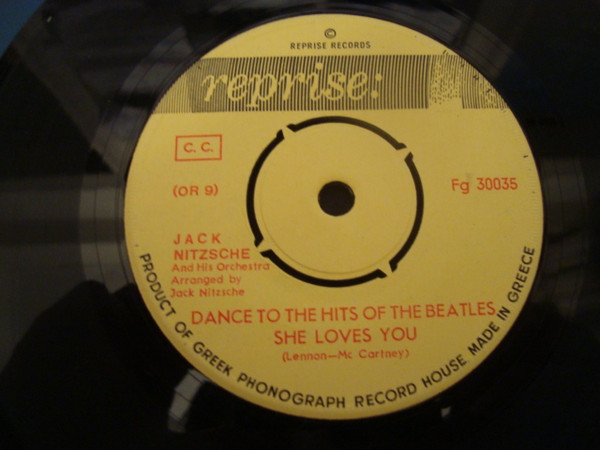 REPRISE RECORDS
reprise:
C. C.
(OR 9)
Fg 30035
JACK
NITZSCHE
And His Orchestra
Arranged by
Jack Nitzsche
DANCE TO THE HITS OF THE BEATLES
SHE LOVES YOU
(Lennon—Mc Cartney)
PRODUCT OF GREEK PHONOGRAPH RECORD HOUSE MADE IN GREECE